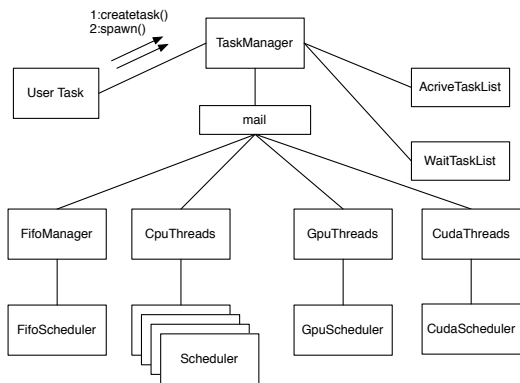 1:createtask()
2:spawn()
TaskManager
User Task
AcriveTaskList
mail
WaitTaskList
FifoManager
CpuThreads
GpuThreads
CudaThreads
FifoScheduler
GpuScheduler
CudaScheduler
Scheduler